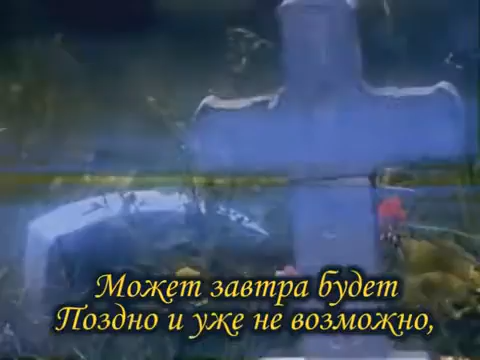 Может завтра будет
Поздно и уже не возможно,